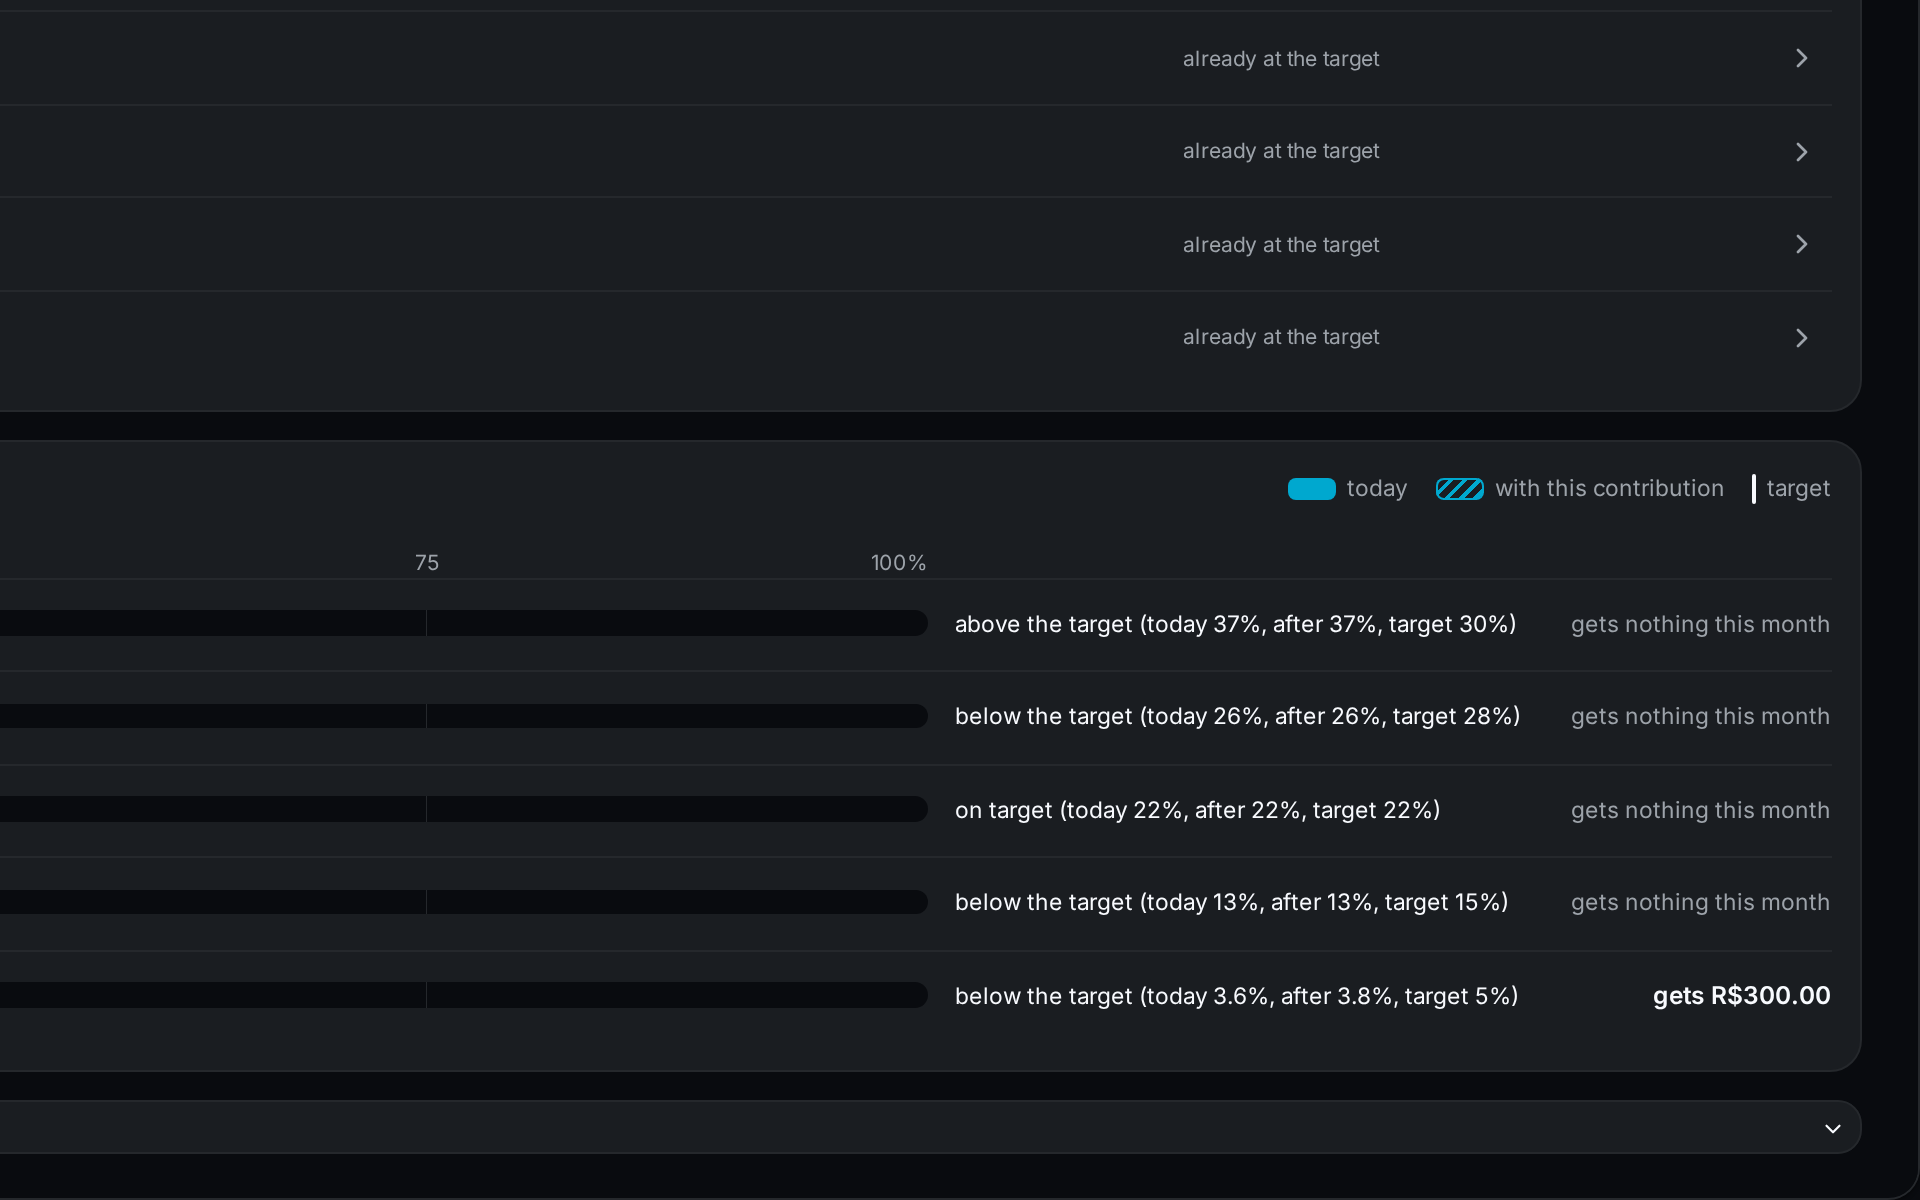 already at the target
already at the target
already at the target
already at the target
today with this contribution target
75 100%
above the target (today 37%, after 37%, target 30%) gets nothing this month
below the target (today 26%, after 26%, target 28%) gets nothing this month
on target (today 22%, after 22%, target 22%) gets nothing this month
below the target (today 13%, after 13%, target 15%) gets nothing this month
below the target (today 3.6%, after 3.8%, target 5%) gets R$300.00